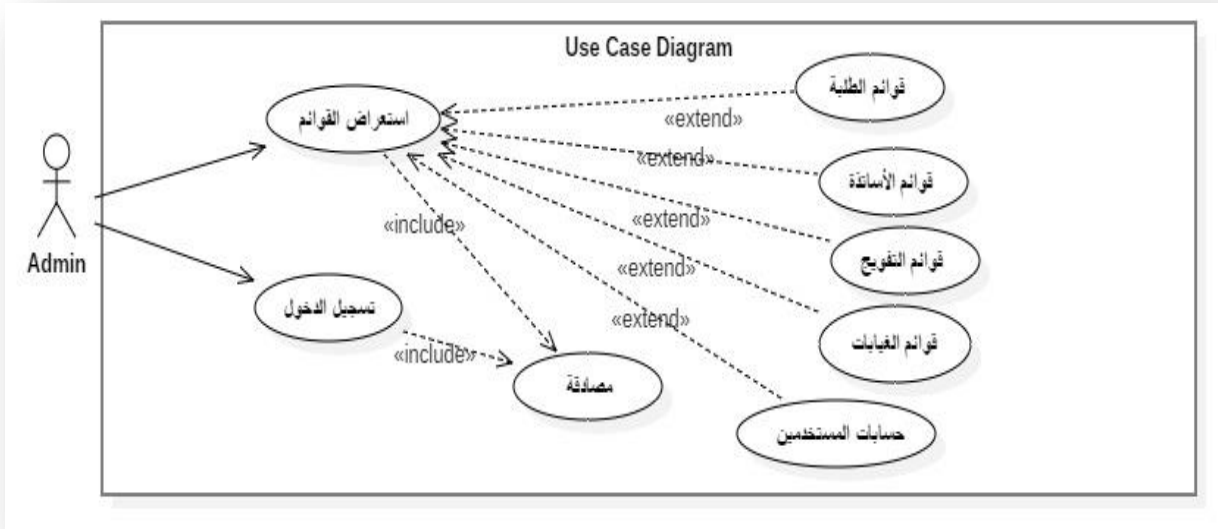 Use Case Diagram
قوائم الطلبة
استعراض القوائم
«extend»
«extend»
قوائم الأساتذة
«extend»
«include»
قوائم التفويج
Admin
«extend»
تسجيل الدخول
«extend»
قوائم الغيابات
«include»
مصادقة
حسابات المستخدمين